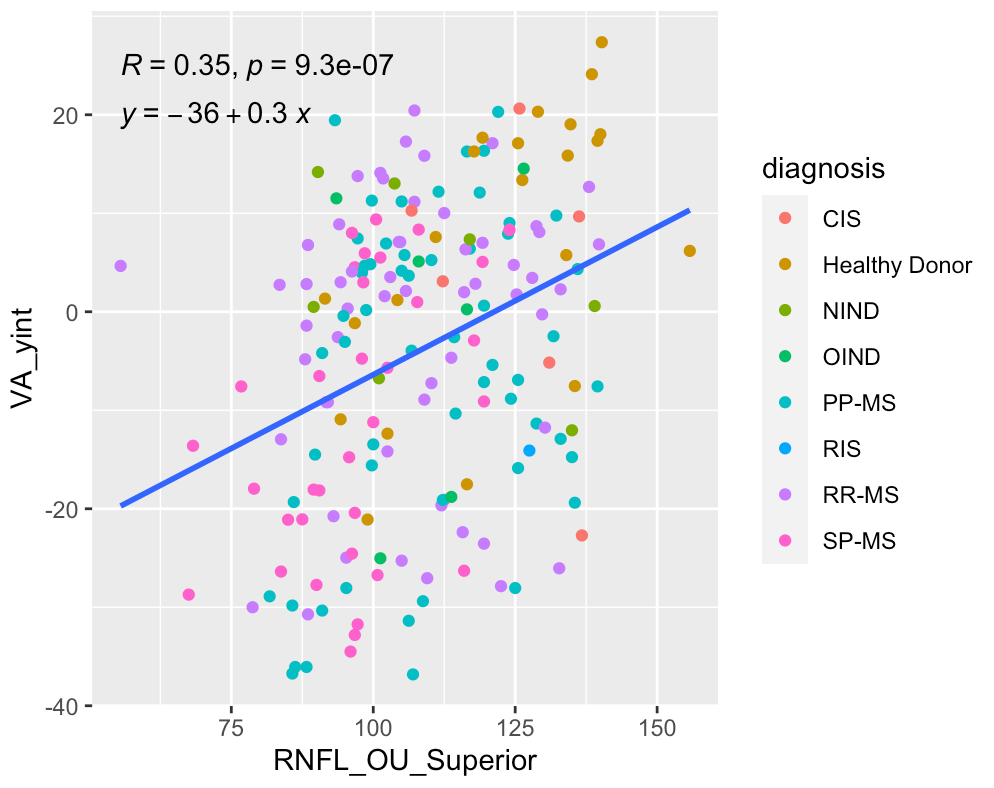 R = 0.35, p = 9.3e-07
y = −36 + 0.3 x
20
0
-20
-40
VA_yint
75 100 125 150
RNFL_OU_Superior
diagnosis
CIS
Healthy Donor
NIND
OIND
PP-MS
RIS
RR-MS
SP-MS